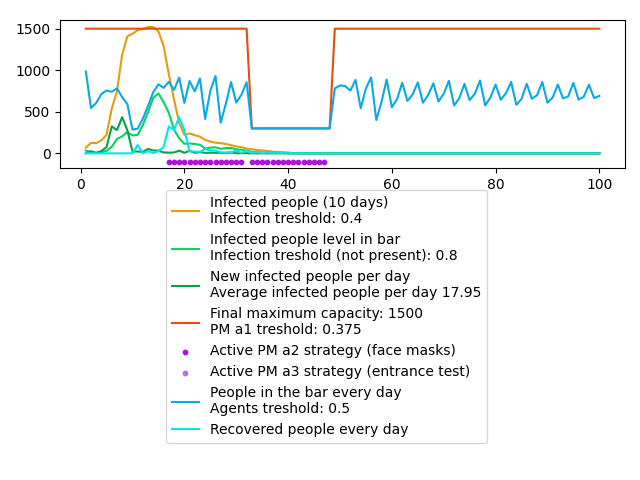 1500
1000
500
0
0 20 40 60 80 100
Infected people (10 days)
Infection treshold: 0.4
Infected people level in bar
Infection treshold (not present): 0.8
New infected people per day
Average infected people per day 17.95
Final maximum capacity: 1500
PM a1 treshold: 0.375
Active PM a2 strategy (face masks)
Active PM a3 strategy (entrance test)
People in the bar every day
Agents treshold: 0.5
Recovered people every day